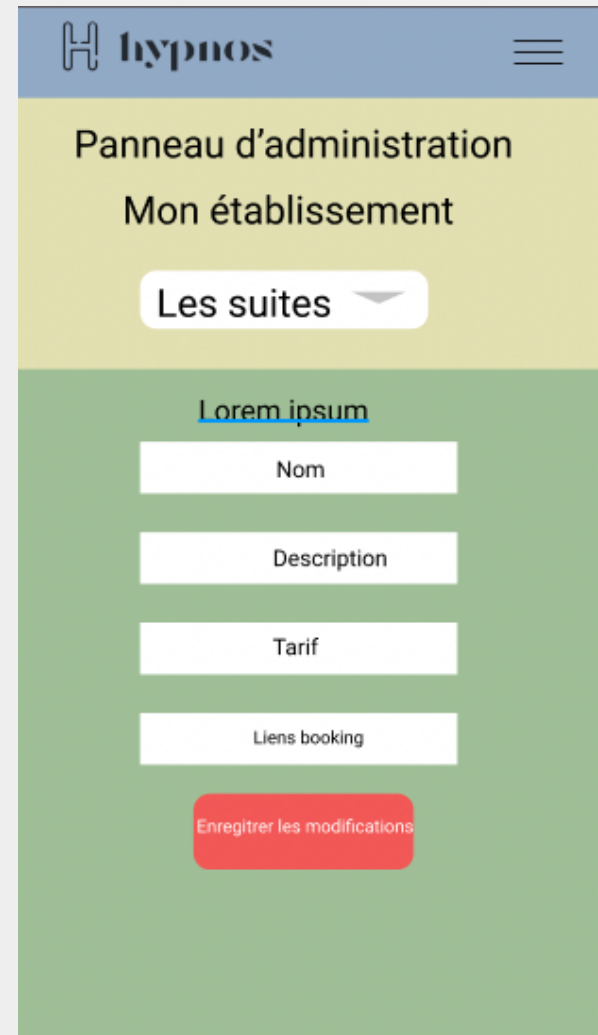 hypnos
Panneau d’administration
Mon établissement
Les suites
Lorem ipsum
Nom
Description
Tarif
Liens booking
Enregitrer les modifications